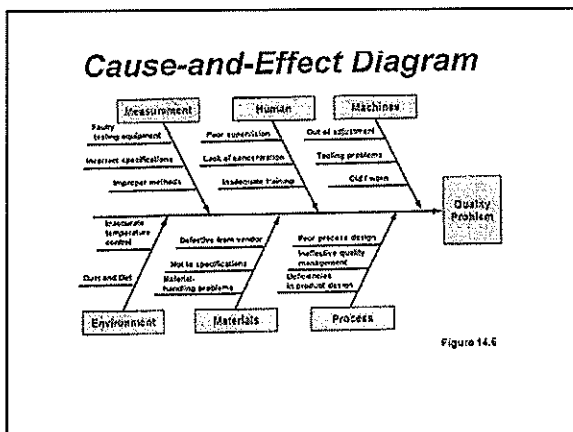 Cause-and-Effect Diagram
Measurment
Human
Machines
Faulty
testing equipment
Incorrect specifications
Improper methods
Poor supervision
Lack of concentration
Inadequate training
Out of adjustment
Tooling problems
Old / worn
Quality
Problem
Inaccurate
temperature
control
Dust and Dirt
Defective from vendor
Not to specifications
Material-
handling problems
Poor process design
Ineffective quality
management
Deficiencies
in product design
Environment
Materials
Process
Figure 14.6